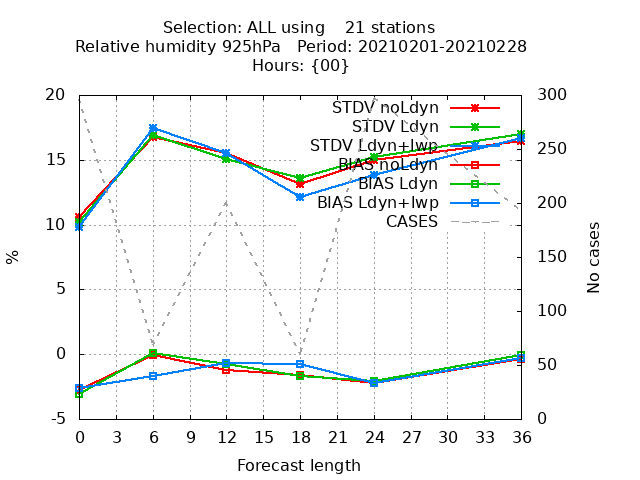 Selection: ALL using 21 stations
Relative humidity 925hPa Period: 20210201-20210228
Hours: {00}
20
15
10
5
0
-5
%
300
250
200
150
100
50
0
No cases
STDV noLdyn
STDV Ldyn
STDV Ldyn+lwp
BIAS noLdyn
BIAS Ldyn
BIAS Ldyn+lwp
CASES
0 3 6 9 12 15 18 21 24 27 30 33 36
Forecast length